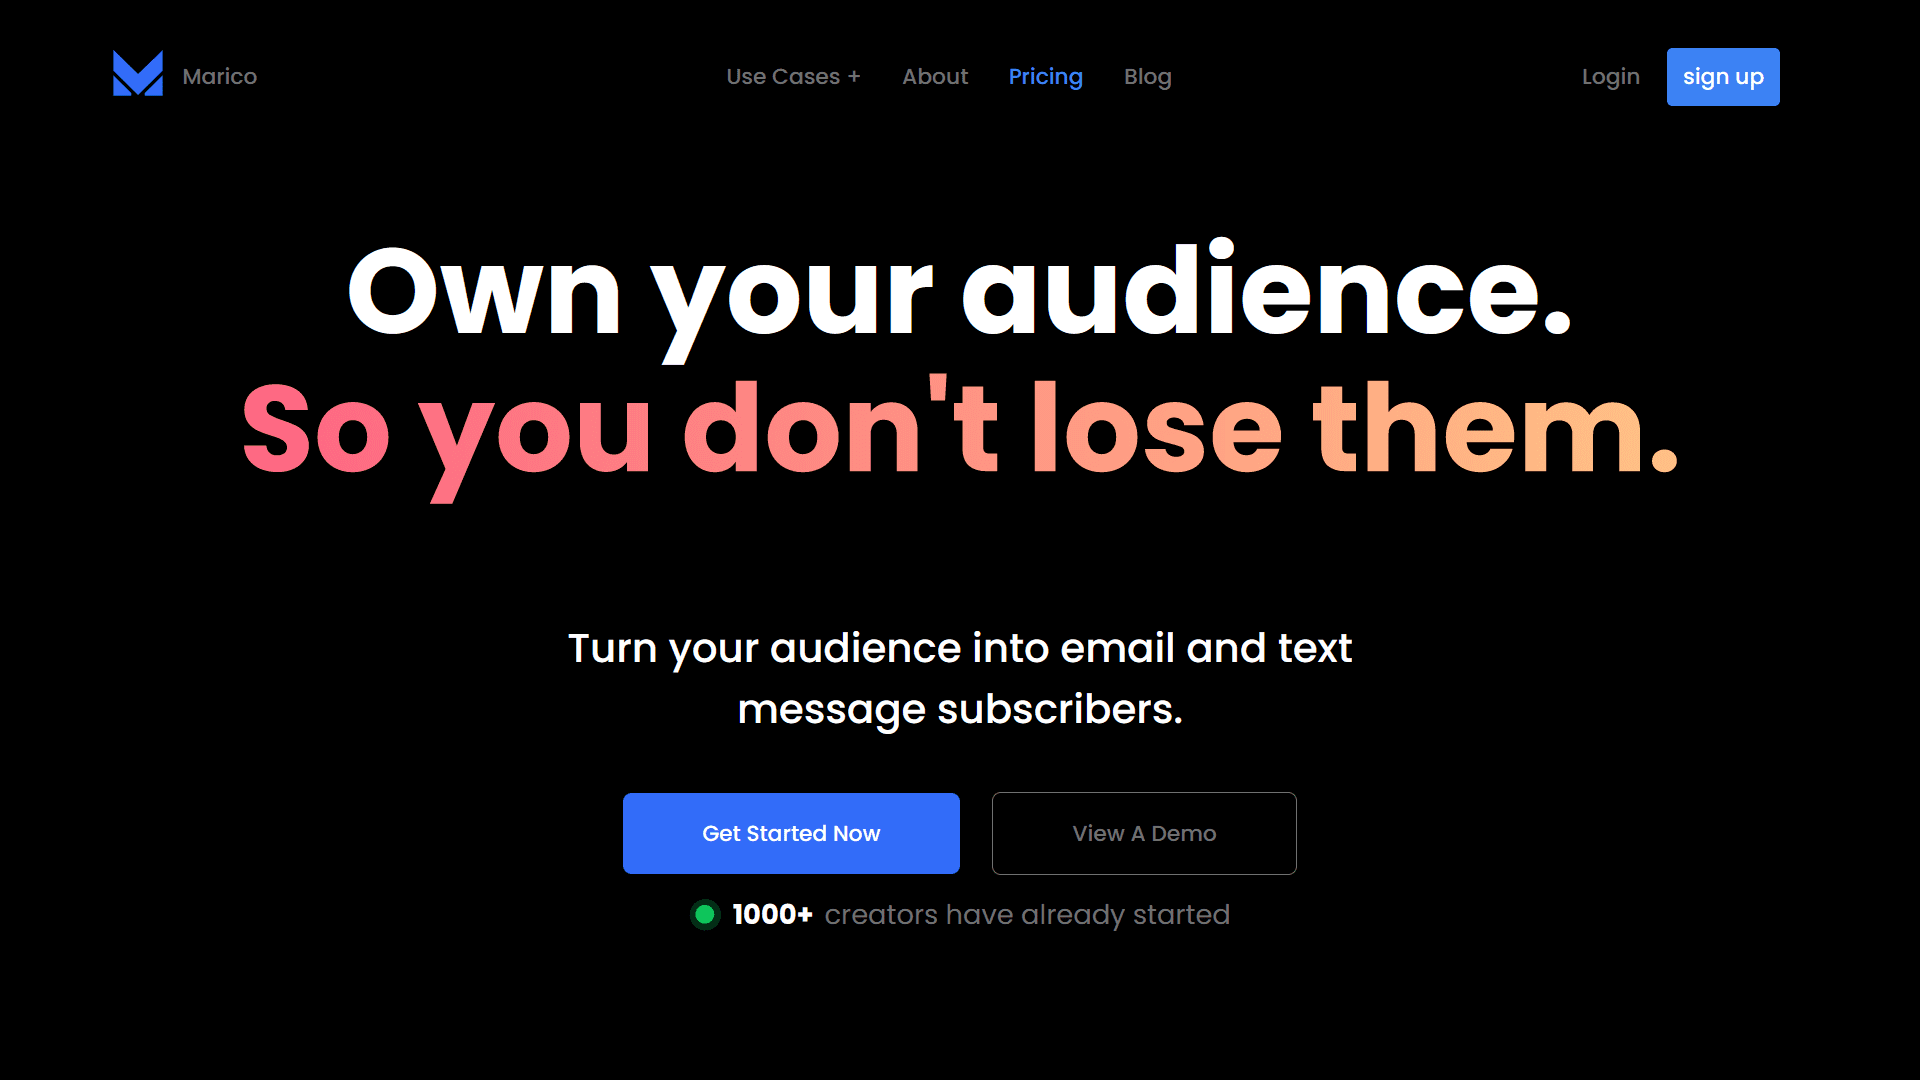 Marico
Use Cases +
About
Pricing
Blog
Login
sign up
Own your audience.
So you don't lose them.
Turn your audience into email and text
message subscribers.
Get Started Now
View A Demo
1000+ creators have already started